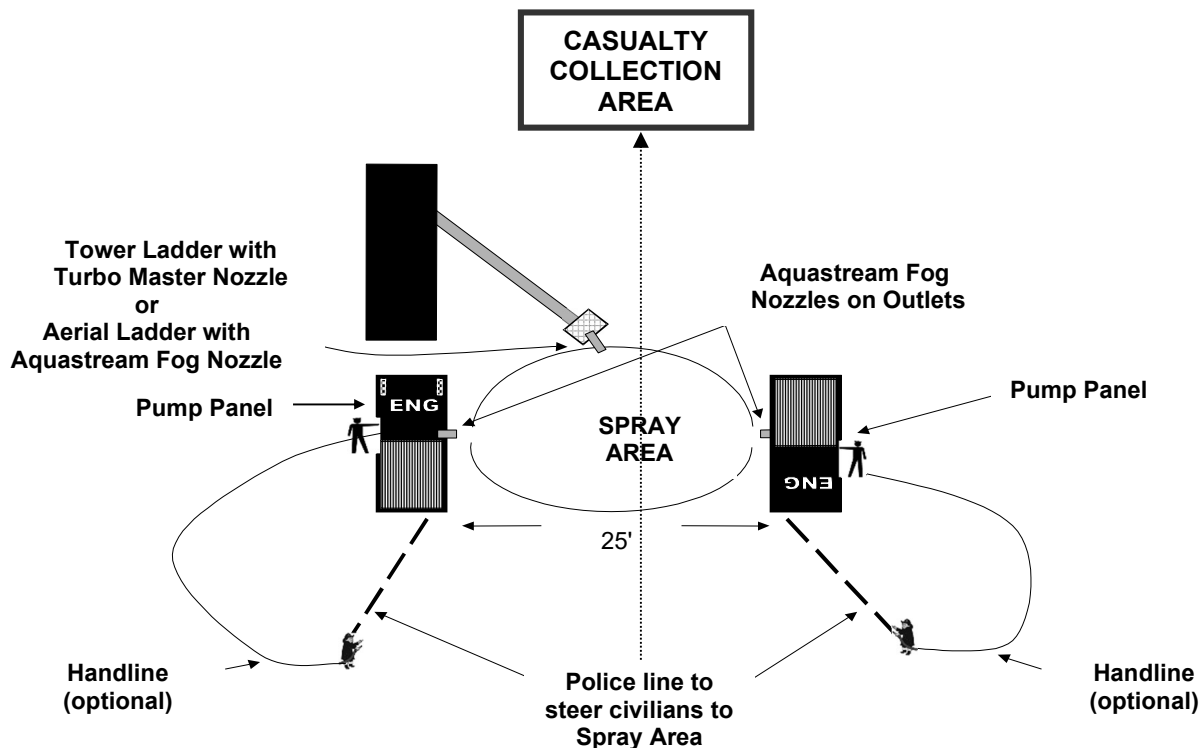 CASUALTY
COLLECTION
AREA
Tower Ladder with
Turbo Master Nozzle
or
Aerial Ladder with
Aquastream Fog Nozzle
Aquastream Fog
Nozzles on Outlets
Pump Panel
ENG
SPRAY
AREA
Pump Panel
ENG
25'
Handline
(optional)
Police line to
steer civilians to
Spray Area
Handline
(optional)